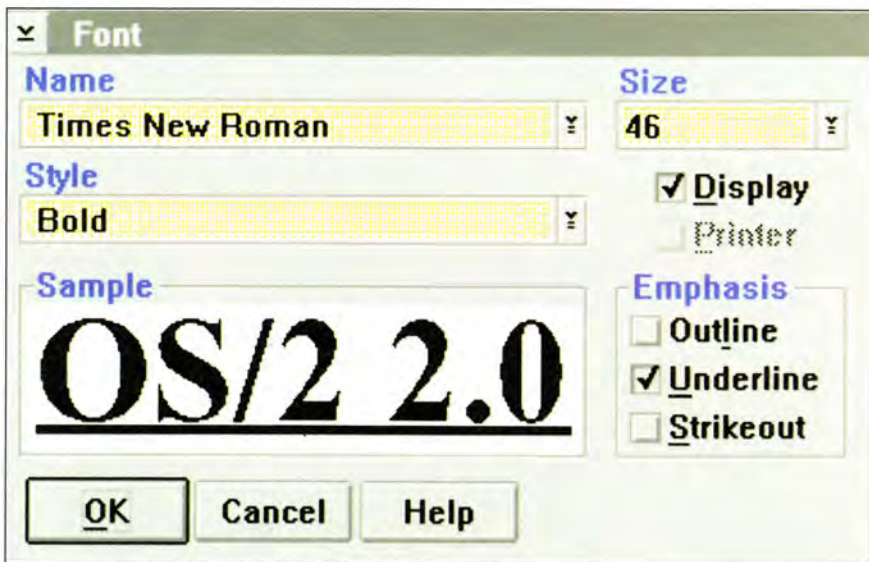 Font
Name
Times New Roman
Size
46
Style
Bold
Display
Printer
Sample
OS/2 2.0
Emphasis
Outline
Underline
Strikeout
OK
Cancel
Help